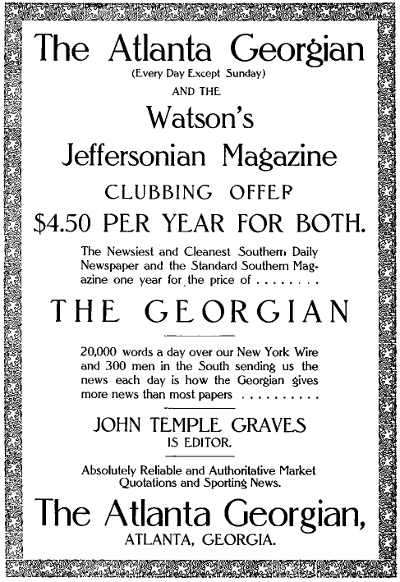 The Atlanta Georgian
(Every Day Except Sunday)
AND THE
Watson's
Jeffersonian Magazine
CLUBBING OFFER
$4.50 PER YEAR FOR BOTH.
The Newsiest and Cleanest Southern Daily
Newspaper and the Standard Southern Mag-
azine one year for the price of . . . . . . . .
THE GEORGIAN
20,000 words a day over our New York Wire
and 300 men in the South sending us the
news each day is how the Georgian gives
more news than most papers . . . . . . . . . .
JOHN TEMPLE GRAVES
IS EDITOR.
Absolutely Reliable and Authoritative Market
Quotations and Sporting News.
The Atlanta Georgian,
ATLANTA, GEORGIA.